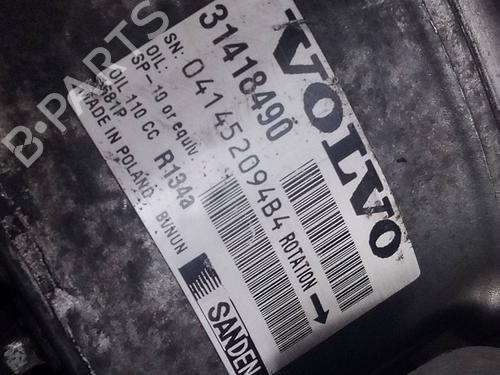 VOLVO
31418490
SN: 041452094B4
OIL:
SP-10 or equiv.
OIL 110 CC R134a
MADE IN POLAND, BVNUN
ROTATION
SANDEN
B-PARTS